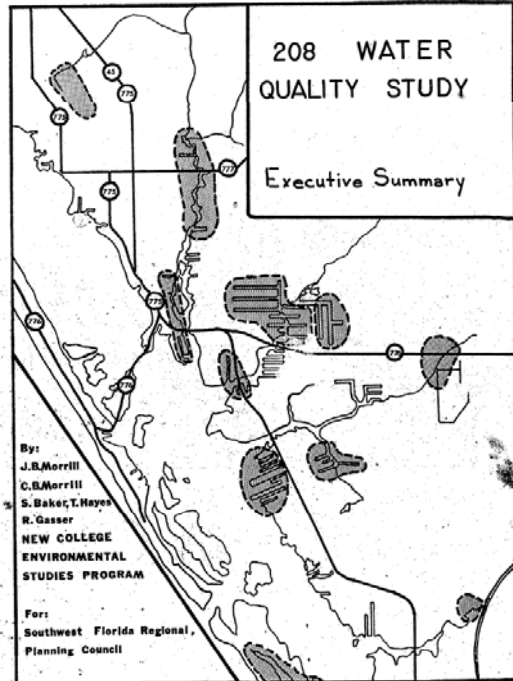 208 WATER
QUALITY STUDY
Executive Summary
45
775
775
777
775
775
776
776
By:
J.B.Morrill
C.B.Morrill
S. Baker, T. Hayes
R. Gasser
NEW COLLEGE
ENVIRONMENTAL
STUDIES PROGRAM
For:
Southwest Florida Regional,
Planning Council